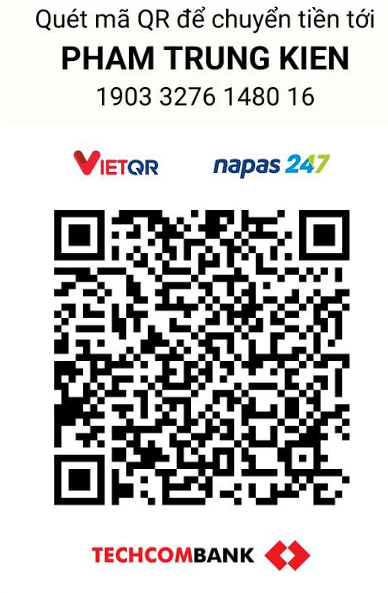 Quét mã QR để chuyển tiền tới
PHAM TRUNG KIEN
1903 3276 1480 16
VIETQR
napas 247
TECHCOMBANK